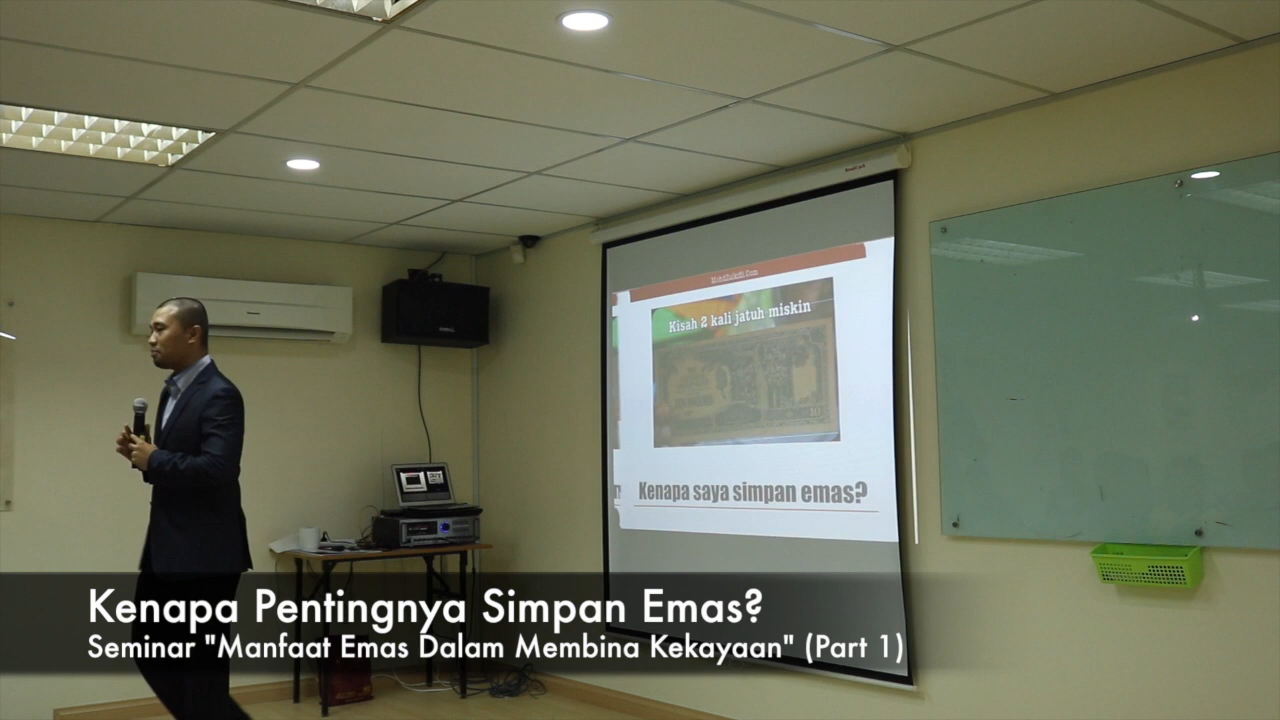 Kisah 2 kali jatuh miskin
10
Kenapa saya simpan emas?
Kenapa Pentingnya Simpan Emas?
Seminar "Manfaat Emas Dalam Membina Kekayaan" (Part 1)